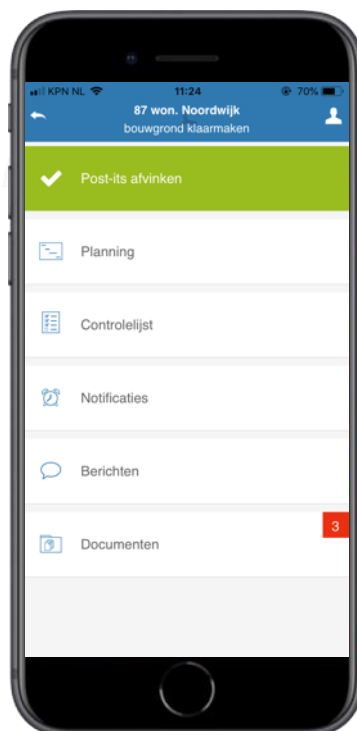 KPN NL 11:24 70%
87 won. Noordwijk
bouwgrond klaarmaken
Post-its afvinken
Planning
Controlelijst
Notificaties
Berichten
3
Documenten